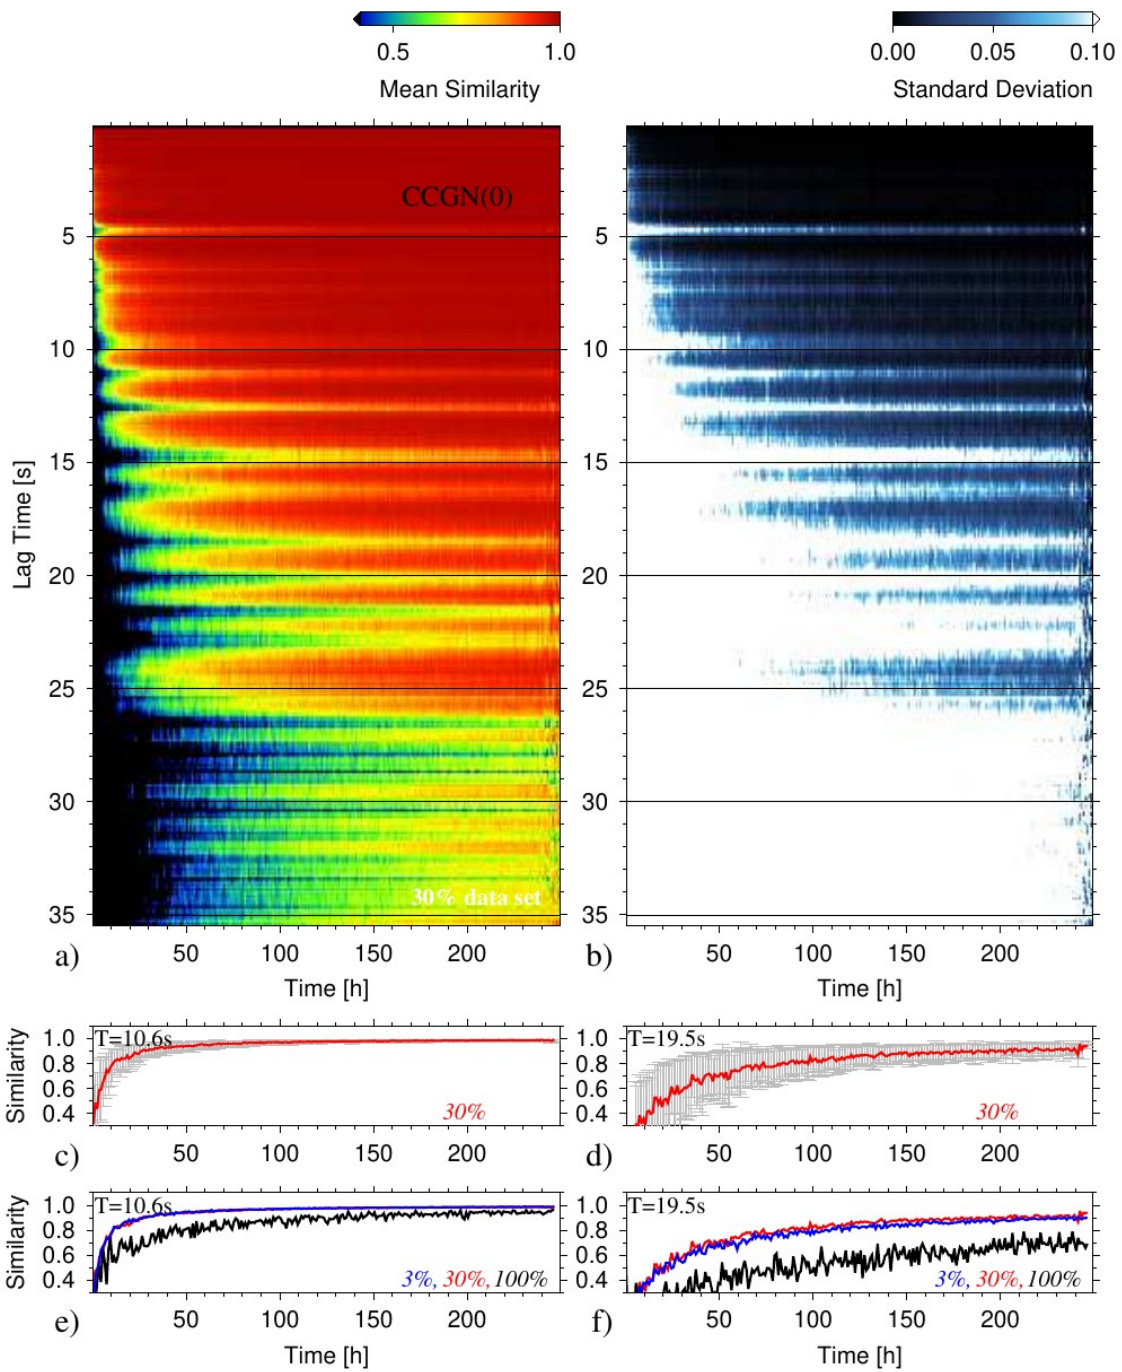 0.5 1.0
Mean Similarity
0.00 0.05 0.10
Standard Deviation
CCGN(0)
5
10
15
20
25
30
35
Lag Time [s]
30% data set
a)
50 100 150 200
Time [h]
5
10
15
20
25
30
35
b)
50 100 150 200
Time [h]
Similarity
1.0
0.8
0.6
0.4
T=10.6s
30%
c)
50 100 150 200
1.0
0.8
0.6
0.4
T=19.5s
30%
d)
50 100 150 200
Similarity
1.0
0.8
0.6
0.4
T=10.6s
3%, 30%, 100%
e)
50 100 150 200
Time [h]
1.0
0.8
0.6
0.4
T=19.5s
3%, 30%, 100%
f)
50 100 150 200
Time [h]